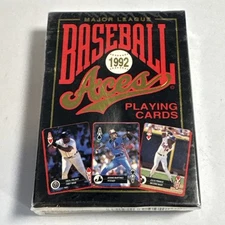 MAJOR LEAGUE
BASEBALL
1992
Aces
PLAYING
CARDS